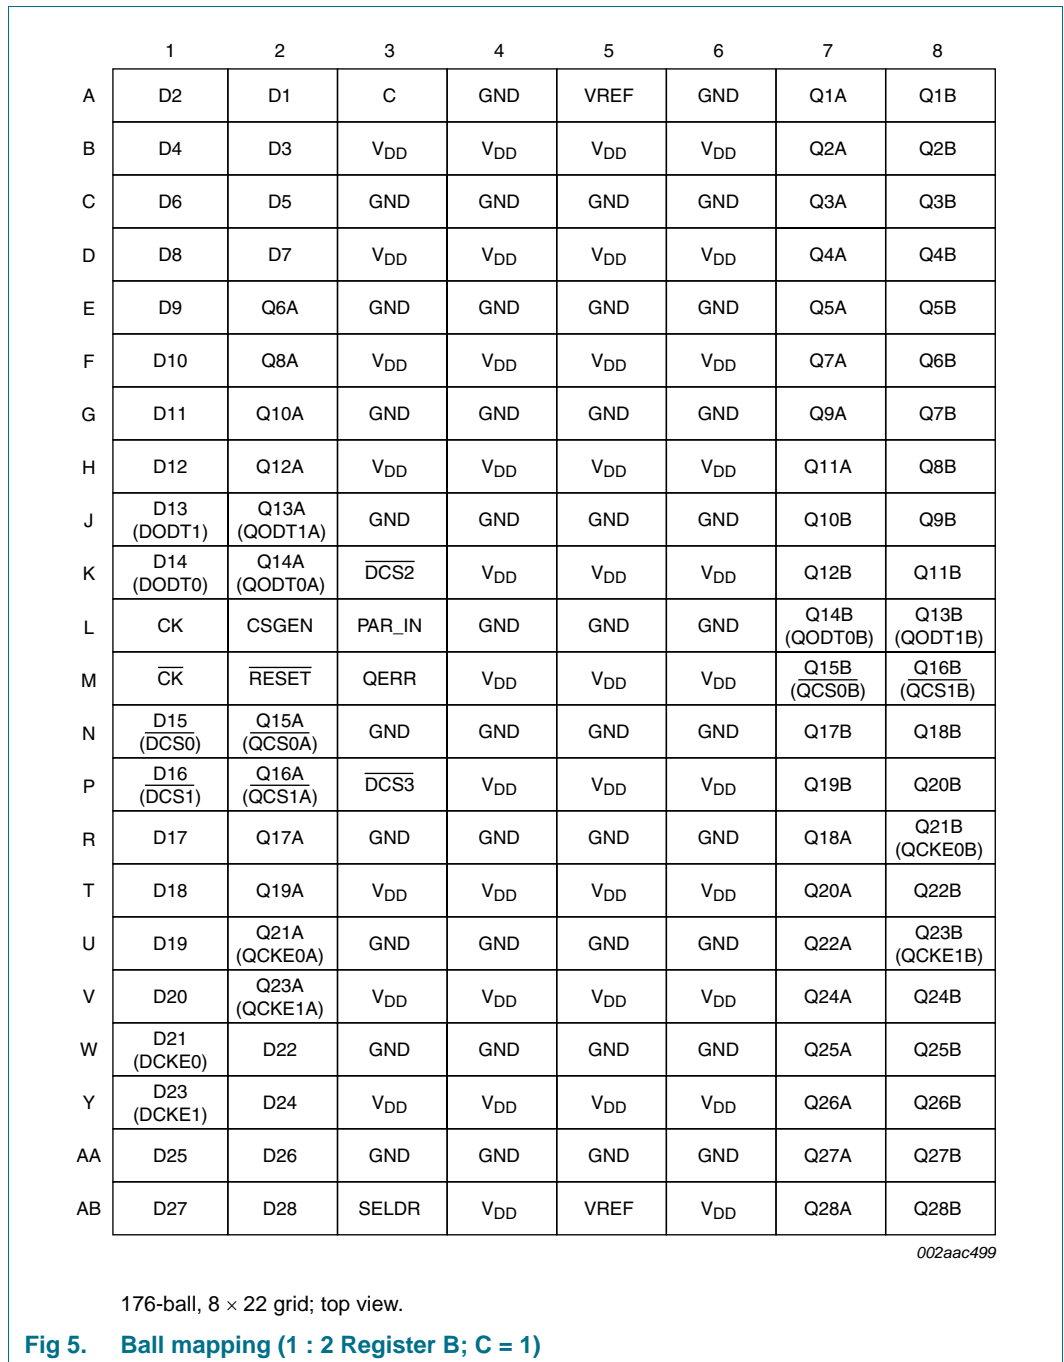 1 2 3 4 5 6 7 8
A D2 D1 C GND VREF GND Q1A Q1B
B D4 D3 VDD VDD VDD VDD Q2A Q2B
C D6 D5 GND GND GND GND Q3A Q3B
D D8 D7 VDD VDD VDD VDD Q4A Q4B
E D9 Q6A GND GND GND GND Q5A Q5B
F D10 Q8A VDD VDD VDD VDD Q7A Q6B
G D11 Q10A GND GND GND GND Q9A Q7B
H D12 Q12A VDD VDD VDD VDD Q11A Q8B
J D13 (DODT1) Q13A (QODT1A) GND GND GND GND Q10B Q9B
K D14 (DODT0) Q14A (QODT0A) DCS2 VDD VDD VDD Q12B Q11B
L CK CSGEN PAR_IN GND GND GND Q14B (QODT0B) Q13B (QODT1B)
M CK RESET QERR VDD VDD VDD Q15B (QCS0B) Q16B (QCS1B)
N D15 (DCS0) Q15A (QCS0A) GND GND GND GND Q17B Q18B
P D16 (DCS1) Q16A (QCS1A) DCS3 VDD VDD VDD Q19B Q20B
R D17 Q17A GND GND GND GND Q18A Q21B (QCKE0B)
T D18 Q19A VDD VDD VDD VDD Q20A Q22B
U D19 Q21A (QCKE0A) GND GND GND GND Q22A Q23B (QCKE1B)
V D20 Q23A (QCKE1A) VDD VDD VDD VDD Q24A Q24B
W D21 (DCKE0) D22 GND GND GND GND Q25A Q25B
Y D23 (DCKE1) D24 VDD VDD VDD VDD Q26A Q26B
AA D25 D26 GND GND GND GND Q27A Q27B
AB D27 D28 SELDR VDD VREF VDD Q28A Q28B
002aac499
176-ball, 8 × 22 grid; top view.
Fig 5. Ball mapping (1 : 2 Register B; C = 1)